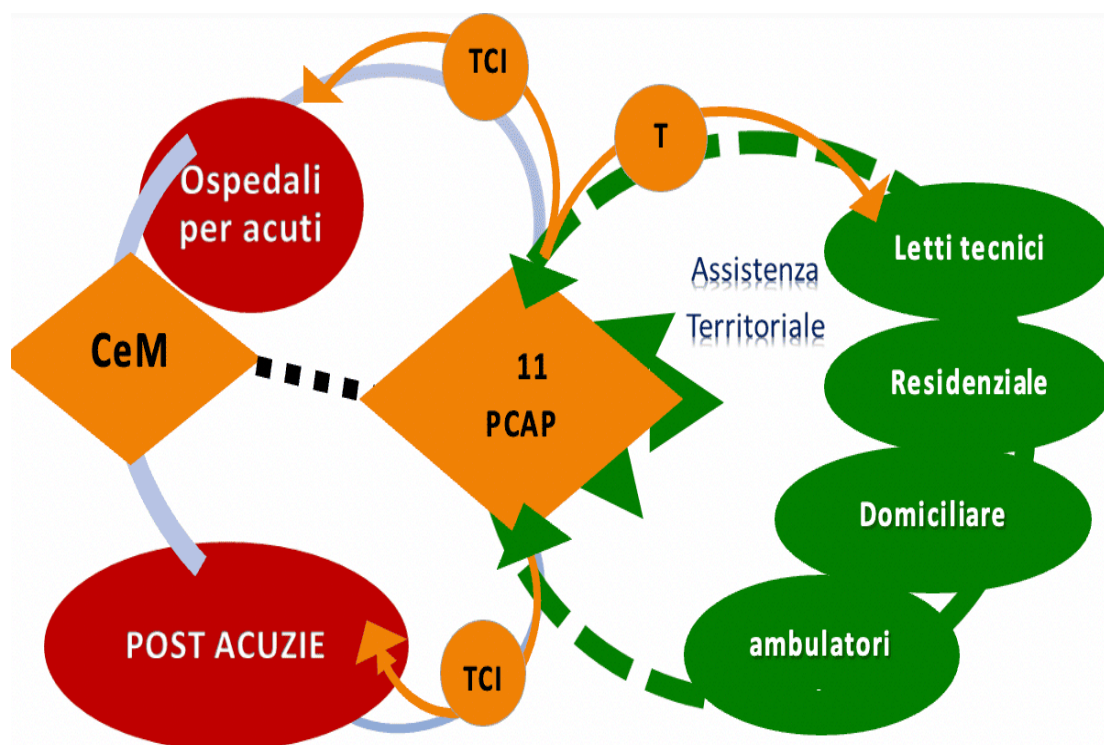 TCI
T
Ospedali
per acuti
Letti tecnici
Assistenza
Territoriale
CeM
11
PCAP
Residenziale
Domiciliare
POST ACUZIE
ambulatori
TCI